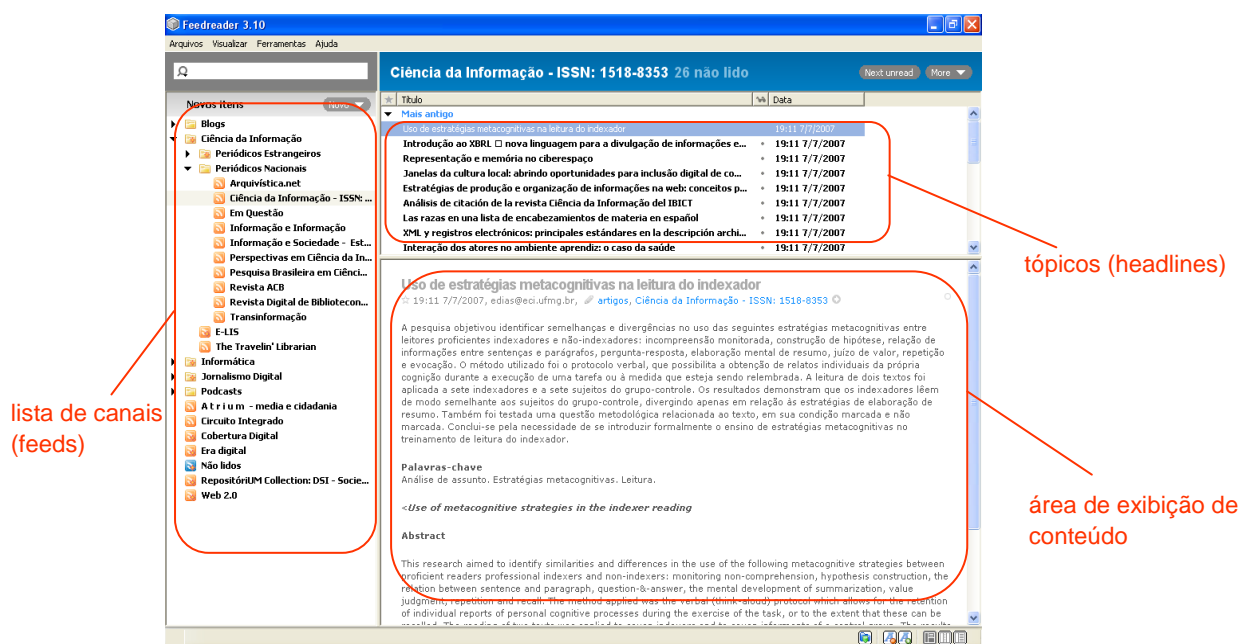 Feedreader 3.10
Arquivos Visualizar Ferramentas Ajuda
Ciência da Informação - ISSN: 1518-8353 26 não lido
Next unread More
Novos itens Novo
Blogs
Ciência da Informação
Periódicos Estrangeiros
Periódicos Nacionais
Arquivística.net
Ciência da Informação - ISSN: ...
Em Questão
Informação e Informação
Informação e Sociedade - Est...
Perspectivas em Ciência da In...
Pesquisa Brasileira em Ciênci...
Revista ACB
Revista Digital de Bibliotecon...
Transinformação
E-LIS
The Travelin' Librarian
Informática
Jornalismo Digital
Podcasts
A t r i u m - media e cidadania
Circuito Integrado
Cobertura Digital
Era digital
Não lidos
RepositóriUM Collection: DSI - Socie...
Web 2.0
lista de canais
(feeds)
Título Data
Mais antigo
Uso de estratégias metacognitivas na leitura do indexador 19:11 7/7/2007
Introdução ao XBRL □ nova linguagem para a divulgação de informações e... 19:11 7/7/2007
Representação e memória no ciberespaço 19:11 7/7/2007
Janelas da cultura local: abrindo oportunidades para inclusão digital de co... 19:11 7/7/2007
Estratégias de produção e organização de informações na web: conceitos p... 19:11 7/7/2007
Análisis de citación de la revista Ciência da Informação del IBICT 19:11 7/7/2007
Las razas en una lista de encabezamientos de materia en español 19:11 7/7/2007
XML y registros electrónicos: principales estándares en la descripción archi... 19:11 7/7/2007
Interação dos atores no ambiente aprendiz: o caso da saúde 19:11 7/7/2007
tópicos (headlines)
Uso de estratégias metacognitivas na leitura do indexador
19:11 7/7/2007, edias@eci.ufmg.br, artigos, Ciência da Informação - ISSN: 1518-8353
A pesquisa objetivou identificar semelhanças e divergências no uso das seguintes estratégias metacognitivas entre
leitores proficientes indexadores e não-indexadores: incompreensão monitorada, construção de hipótese, relação de
informações entre sentenças e parágrafos, pergunta-resposta, elaboração mental de resumo, juízo de valor, repetição
e evocação. O método utilizado foi o protocolo verbal, que possibilita a obtenção de relatos individuais da própria
cognição durante a execução de uma tarefa ou à medida que esteja sendo relembrada. A leitura de dois textos foi
aplicada a sete indexadores e a sete sujeitos do grupo-controle. Os resultados demonstram que os indexadores lêem
de modo semelhante aos sujeitos do grupo-controle, divergindo apenas em relação ás estratégias de elaboração de
resumo. Também foi testada uma questão metodológica relacionada ao texto, em sua condição marcada e não
marcada. Conclui-se pela necessidade de se introduzir formalmente o ensino de estratégias metacognitivas no
treinamento de leitura do indexador.
Palavras-chave
Análise de assunto. Estratégias metacognitivas. Leitura.
<Use of metacognitive strategies in the indexer reading
Abstract
This research aimed to identify similarities and differences in the use of the following metacognitive strategies between
proficient readers professional indexers and non-indexers: monitoring non-comprehension, hypothesis construction, the
relation between sentence and paragraph, question-&-answer, the mental development of summarization, value
judgment, repetition and recall. The method applied was the verbal (think-aloud) protocol which allows for the retention
of individual reports of personal cognitive processes during the exercise of the task, or to the extent that these can be
recalled. The reading of two texts was applied to seven indexers and to seven informants of a control group. The results
área de exibição de
conteúdo